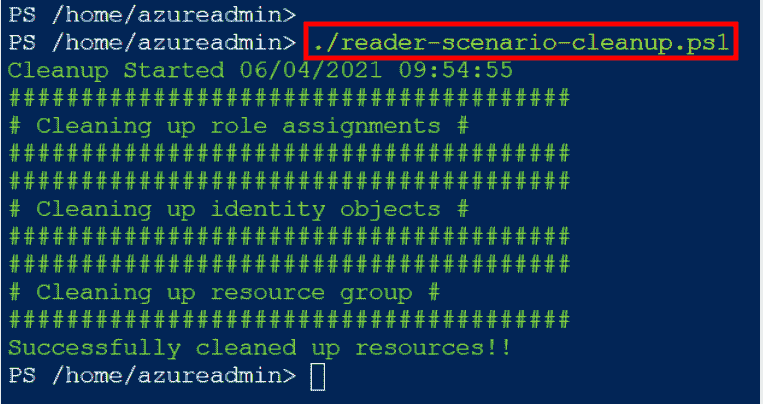 PS /home/azureadmin>
PS /home/azureadmin> ./reader-scenario-cleanup.ps1
Cleanup Started 06/04/2021 09:54:55
#######################################
# Cleaning up role assignments #
#######################################
#######################################
# Cleaning up identity objects #
#######################################
#######################################
# Cleaning up resource group #
#######################################
Successfully cleaned up resources!!
PS /home/azureadmin>